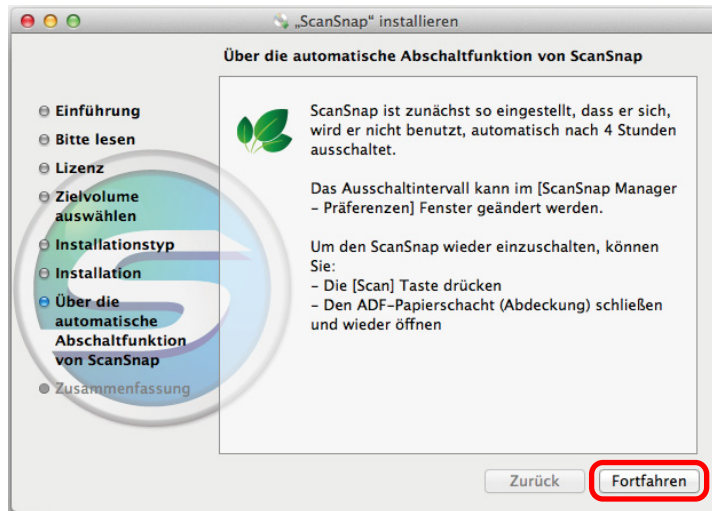 „ScanSnap“ installieren
Über die automatische Abschaltfunktion von ScanSnap
Einführung
Bitte lesen
Lizenz
Zielvolume
auswählen
Installationstyp
Installation
Über die
automatische
Abschaltfunktion
von ScanSnap
Zusammenfassung
ScanSnap ist zunächst so eingestellt, dass er sich,
wird er nicht benutzt, automatisch nach 4 Stunden
ausschaltet.
Das Ausschaltintervall kann im [ScanSnap Manager
– Präferenzen] Fenster geändert werden.
Um den ScanSnap wieder einzuschalten, können
Sie:
– Die [Scan] Taste drücken
– Den ADF-Papierschacht (Abdeckung) schließen
und wieder öffnen
Zurück
Fortfahren